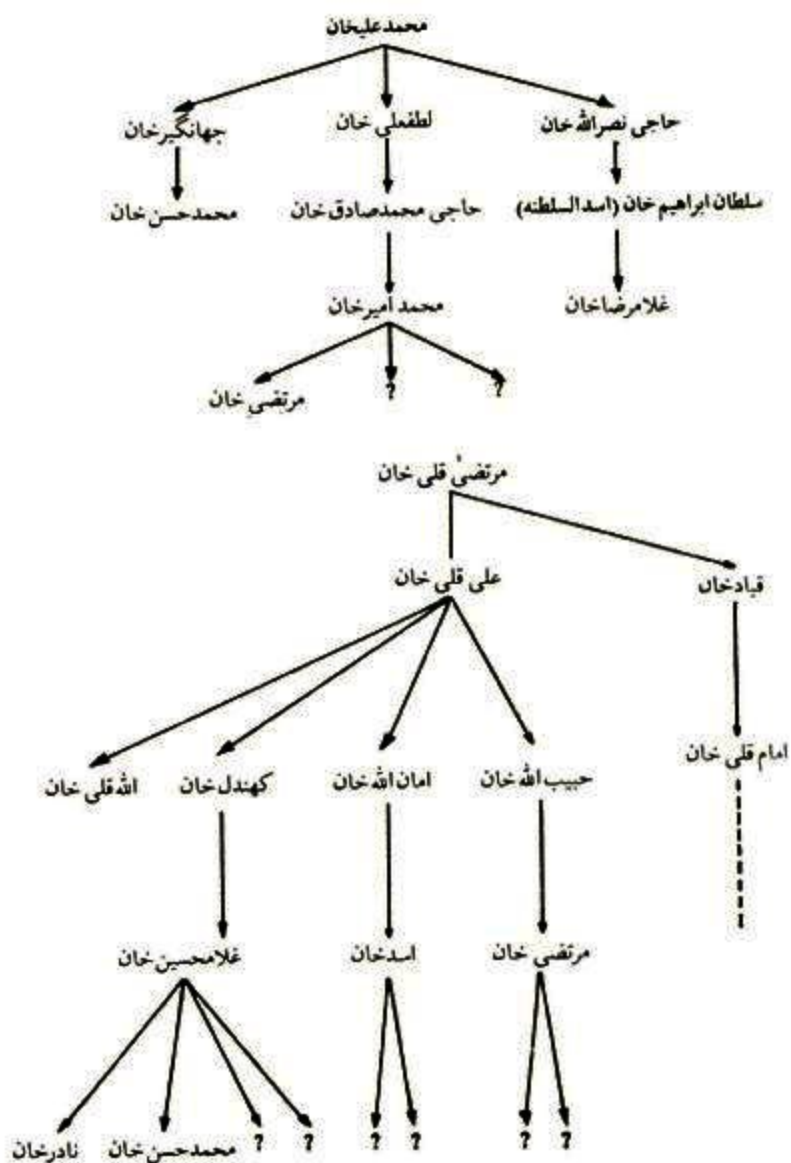 محمدعلیخان
حاجی نصرالله خان لطفعلی خان جهانگیرخان
سلطان ابراهیم خان (اسدالسلطنه) حاجی محمدصادق خان محمدحسن خان
غلامرضاخان محمد امیرخان
? ? مرتضی خان
مرتضیٰ قلی خان
قبادخان علی قلی خان
امام قلی خان حبیب الله خان امان الله خان کهندل خان الله قلی خان
مرتضی خان اسدخان غلامحسین خان
? ? ? ? ? ? محمدحسن خان نادرخان